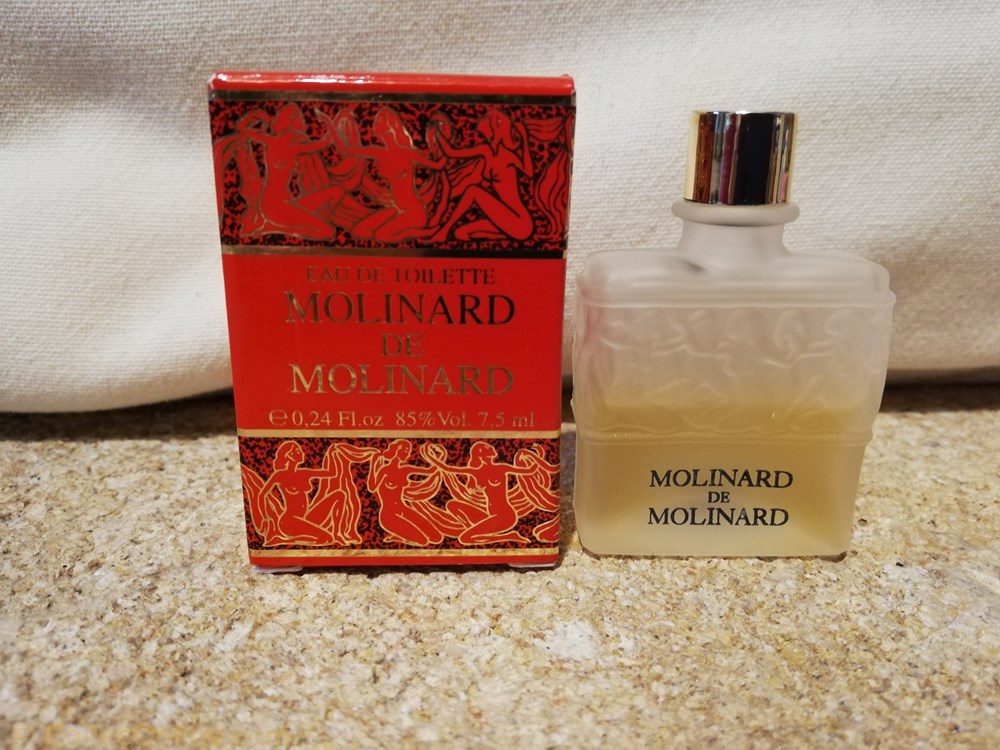 EAU DE TOILETTE
MOLINARD
DE
MOLINARD
℮ 0,24 Fl.oz 85% Vol. 7,5 ml
MOLINARD
DE
MOLINARD